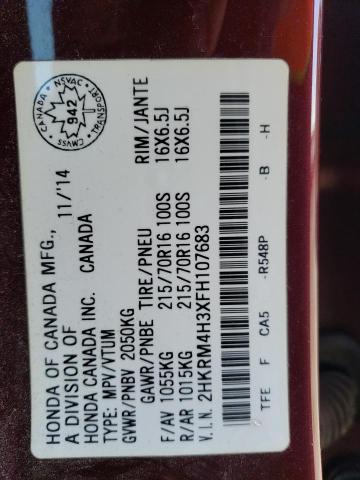 HONDA OF CANADA MFG., 11/'14
A DIVISION OF
HONDA CANADA INC. CANADA
TYPE: MPV/VTUM
GVWR/PNBV 2050KG
GAWR/PNBE TIRE/PNEU RIM/JANTE
F/AV 1055KG 215/70R16 100S 16X6.5J
R/AR 1015KG 215/70R16 100S 16X6.5J
V.I.N. 2HKRM4H3XFH107683
TFE F CA5 -R548P -B -H
CANADA
NSVAC
TRANSPORT
CMVSS
942